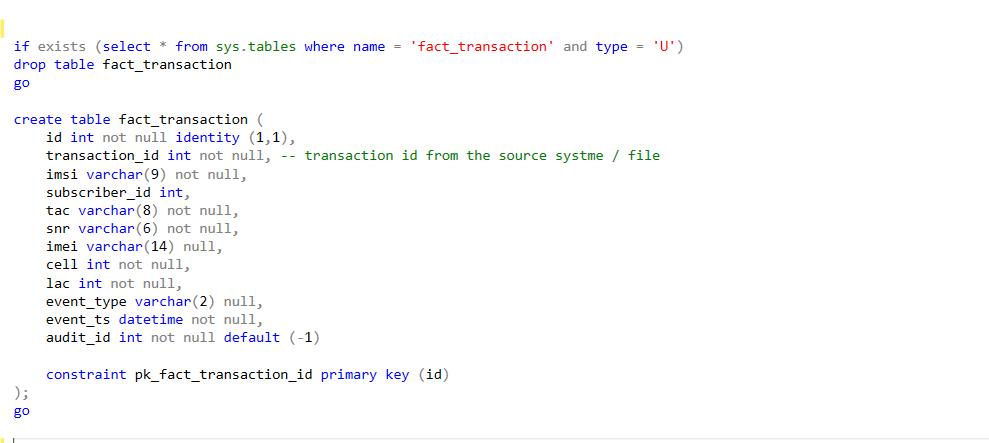 if exists (select * from sys.tables where name = 'fact_transaction' and type = 'U')
drop table fact_transaction
go
create table fact_transaction (
id int not null identity (1,1),
transaction_id int not null, -- transaction id from the source systme / file
imsi varchar(9) not null,
subscriber_id int,
tac varchar(8) not null,
snr varchar(6) not null,
imei varchar(14) null,
cell int not null,
lac int not null,
event_type varchar(2) null,
event_ts datetime not null,
audit_id int not null default (-1)
constraint pk_fact_transaction_id primary key (id)
);
go